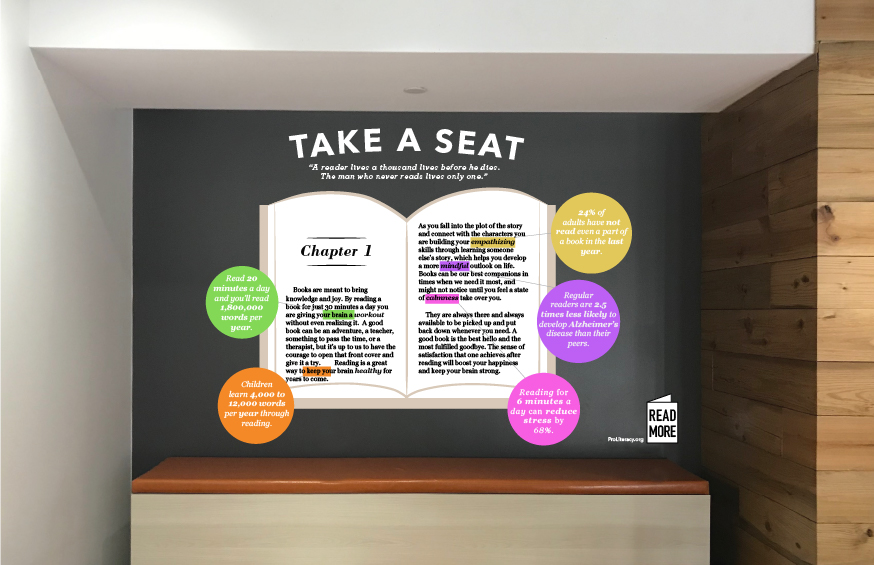 TAKE A SEAT
"A reader lives a thousand lives before he dies.
The man who never reads lives only one."
Chapter 1
Books are meant to bring
knowledge and joy. By reading a
book for just 30 minutes a day you
are giving your brain a workout
without even realizing it. A good
book can be an adventure, a teacher,
something to pass the time, or a
therapist, but it's up to us to have the
courage to open that front cover and
give it a try. Reading is a great
way to keep your brain healthy for
years to come.
As you fall into the plot of the story
and connect with the characters you
are building your empathizing
skills through learning someone
else's story, which helps you develop
a more mindful outlook on life.
Books can be our best companions in
times when we need it most, and
might not notice until you feel a state
of calmness take over you.
They are always there and always
available to be picked up and put
back down whenever you need. A
good book is the best hello and the
most fulfilled goodbye. The sense of
satisfaction that one achieves after
reading will boost your happiness
and keep your brain strong.
Read 20
minutes a day
and you'll read
1,800,000
words per
year.
Children
learn 4,000 to
12,000 words
per year through
reading.
24% of
adults have not
read even a part of
a book in the last
year.
Regular
readers are 2.5
times less likely to
develop Alzheimer's
disease than their
peers.
Reading for
6 minutes a
day can reduce
stress by
68%.
ProLiteracy.org
READ
MORE